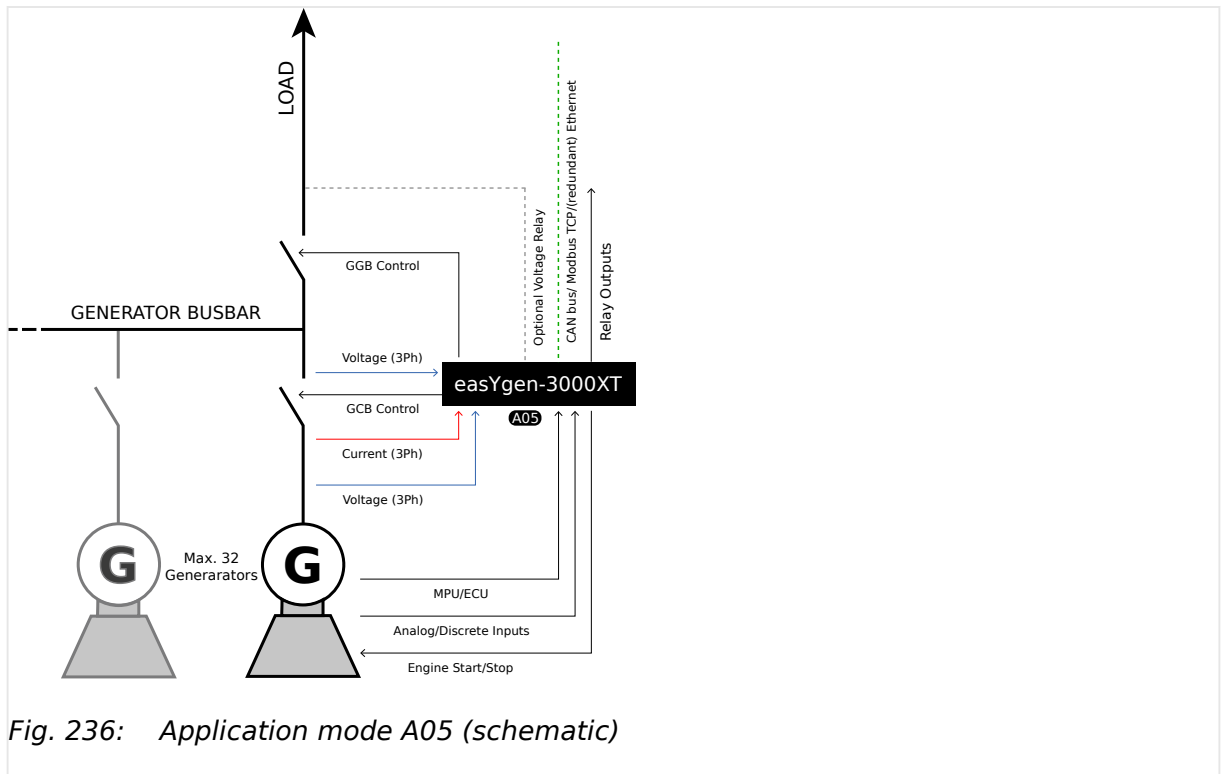 LOAD
Optional Voltage Relay
CAN bus/ Modbus TCP/(redundant) Ethernet
Relay Outputs
GGB Control
GENERATOR BUSBAR
Voltage (3Ph)
easYgen-3000XT
GCB Control
A05
Current (3Ph)
Voltage (3Ph)
G
Max. 32
Generarators
G
MPU/ECU
Analog/Discrete Inputs
Engine Start/Stop
Fig. 236: Application mode A05 (schematic)